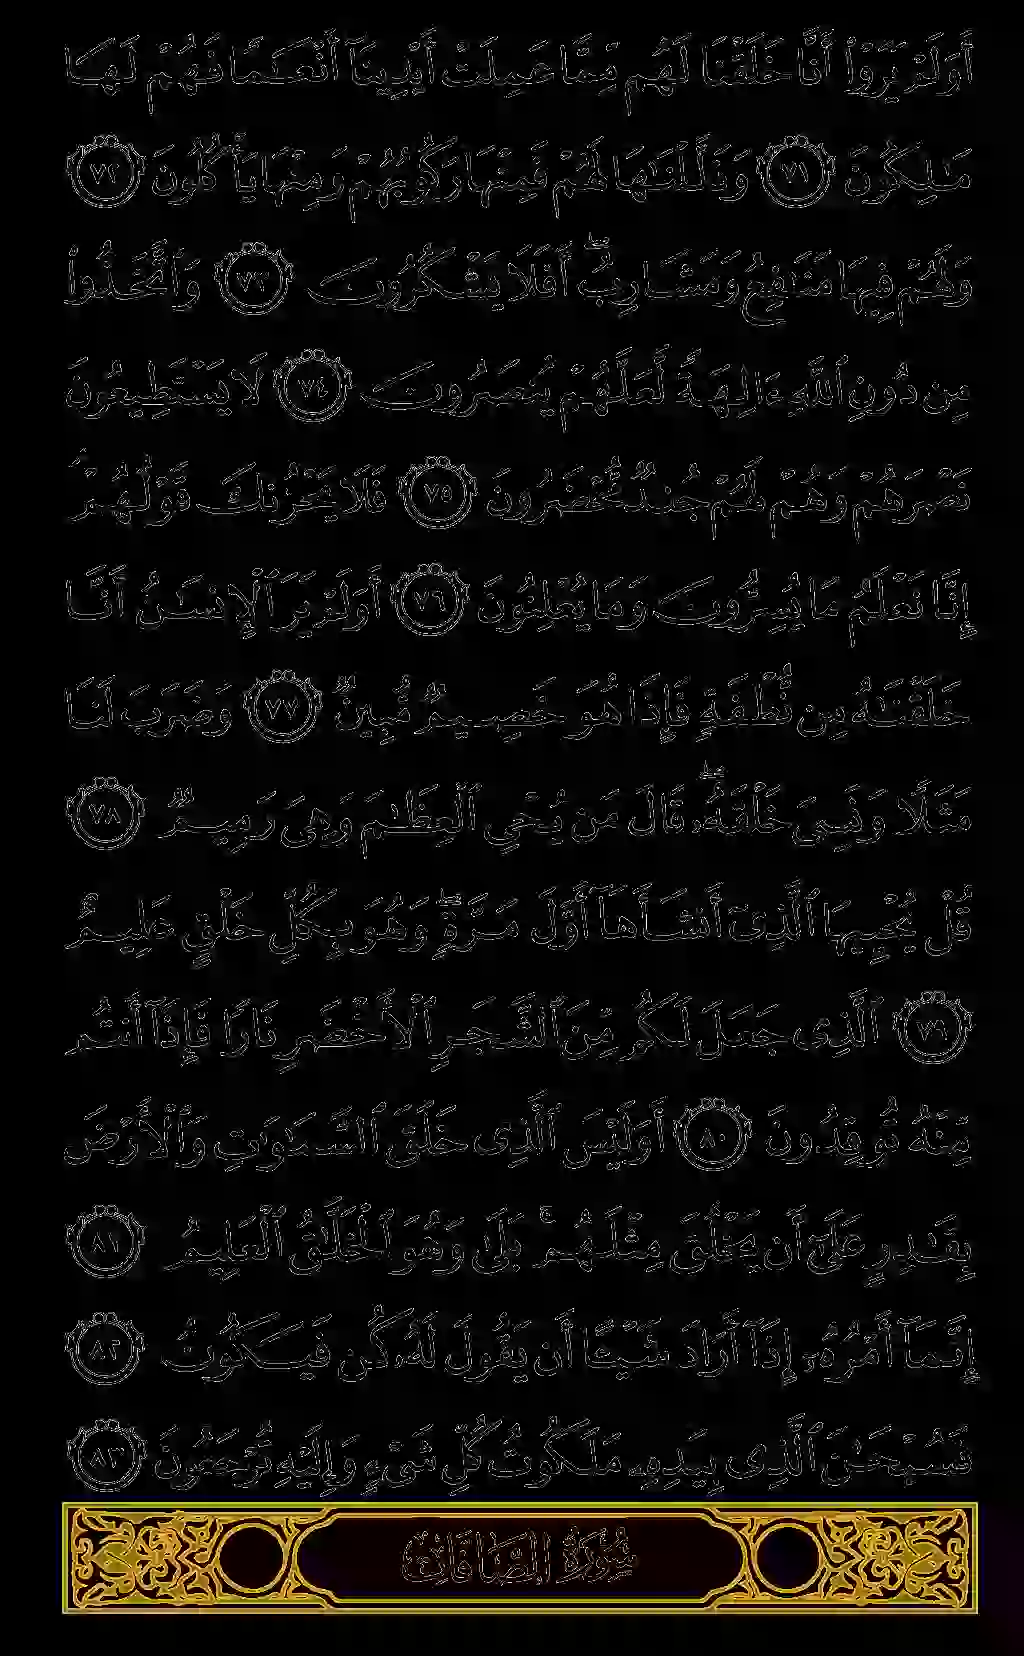 أَوَلَمْ يَرَوْا۟ أَنَّا خَلَقْنَا لَهُم مِّمَّا عَمِلَتْ أَيْدِينَآ أَنْعَـٰمًا فَهُمْ لَهَا
مَـٰلِكُونَ ٧١ وَذَلَّلْنَـٰهَا لَهُمْ فَمِنْهَا رَكُوبُهُمْ وَمِنْهَا يَأْكُلُونَ ٧٢
وَلَهُمْ فِيهَا مَنَـٰفِعُ وَمَشَارِبُ ۖ أَفَلَا يَشْكُرُونَ ٧٣ وَٱتَّخَذُوا۟
مِن دُونِ ٱللَّهِ ءَالِهَةً لَّعَلَّهُمْ يُنصَرُونَ ٧٤ لَا يَسْتَطِيعُونَ
نَصْرَهُمْ وَهُمْ لَهُمْ جُندٌ مُّحْضَرُونَ ٧٥ فَلَا يَحْزُنكَ قَوْلُهُمْ ۘ
إِنَّا نَعْلَمُ مَا يُسِرُّونَ وَمَا يُعْلِنُونَ ٧٦ أَوَلَمْ يَرَ ٱلْإِنسَـٰنُ أَنَّا
خَلَقْنَـٰهُ مِن نُّطْفَةٍ فَإِذَا هُوَ خَصِيمٌ مُّبِينٌ ٧٧ وَضَرَبَ لَنَا
مَثَلًا وَنَسِىَ خَلْقَهُۥ ۖ قَالَ مَن يُحْىِ ٱلْعِظَـٰمَ وَهِىَ رَمِيمٌ ٧٨
قُلْ يُحْيِيهَا ٱلَّذِىٓ أَنشَأَهَآ أَوَّلَ مَرَّةٍ ۖ وَهُوَ بِكُلِّ خَلْقٍ عَلِيمٌ
٧٩ ٱلَّذِى جَعَلَ لَكُم مِّنَ ٱلشَّجَرِ ٱلْأَخْضَرِ نَارًا فَإِذَآ أَنتُم
مِّنْهُ تُوقِدُونَ ٨٠ أَوَلَيْسَ ٱلَّذِى خَلَقَ ٱلسَّمَـٰوَٰتِ وَٱلْأَرْضَ
بِقَـٰدِرٍ عَلَىٰٓ أَن يَخْلُقَ مِثْلَهُم ۚ بَلَىٰ وَهُوَ ٱلْخَلَّـٰقُ ٱلْعَلِيمُ ٨١
إِنَّمَآ أَمْرُهُۥٓ إِذَآ أَرَادَ شَيْـًٔا أَن يَقُولَ لَهُۥ كُن فَيَكُونُ ٨٢
فَسُبْحَـٰنَ ٱلَّذِى بِيَدِهِۦ مَلَكُوتُ كُلِّ شَىْءٍ وَإِلَيْهِ تُرْجَعُونَ ٨٣
سُورَةُ الصَّافَّاتِ